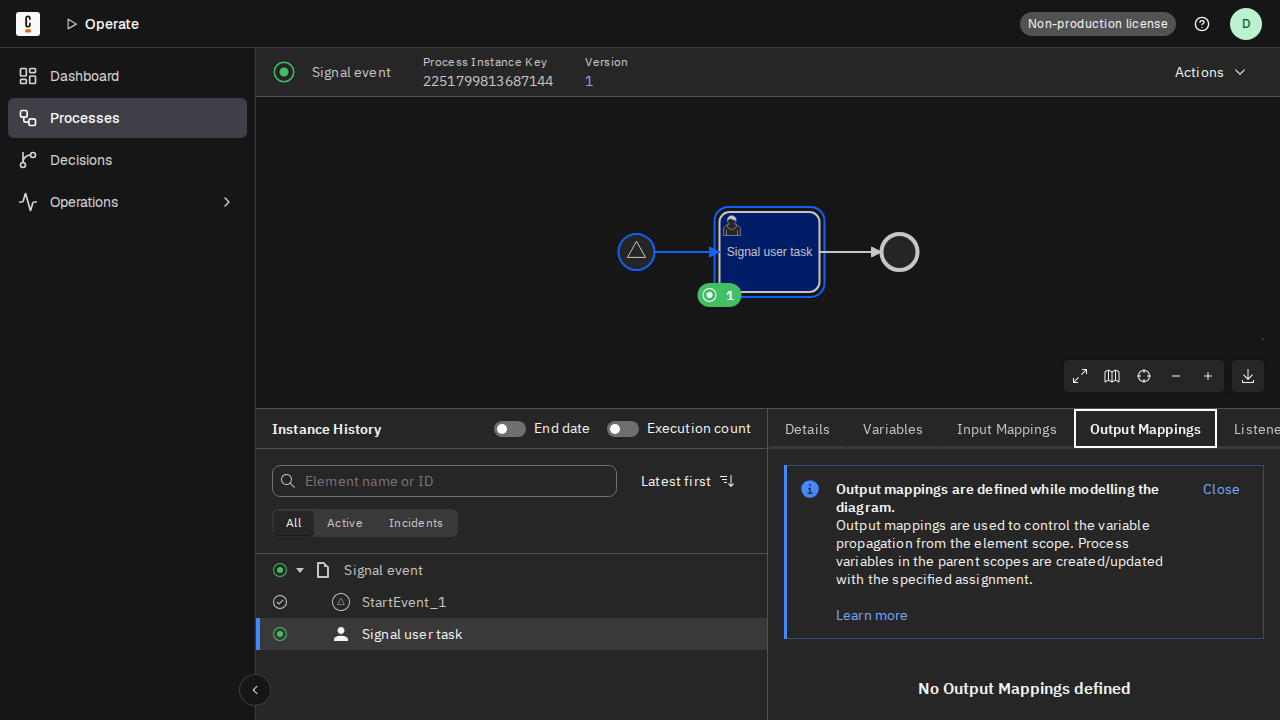 C
Operate
Non-production license
D
Dashboard
Processes
Decisions
Operations
Signal event
Process Instance Key
2251799813687144
Version
1
Actions
Signal user task
1
Instance History
End date
Execution count
Details
Variables
Input Mappings
Output Mappings
Listene
Element name or ID
Latest first
All
Active
Incidents
Signal event
StartEvent_1
Signal user task
Output mappings are defined while modelling the
diagram.
Close
Output mappings are used to control the variable
propagation from the element scope. Process
variables in the parent scopes are created/updated
with the specified assignment.
Learn more
No Output Mappings defined